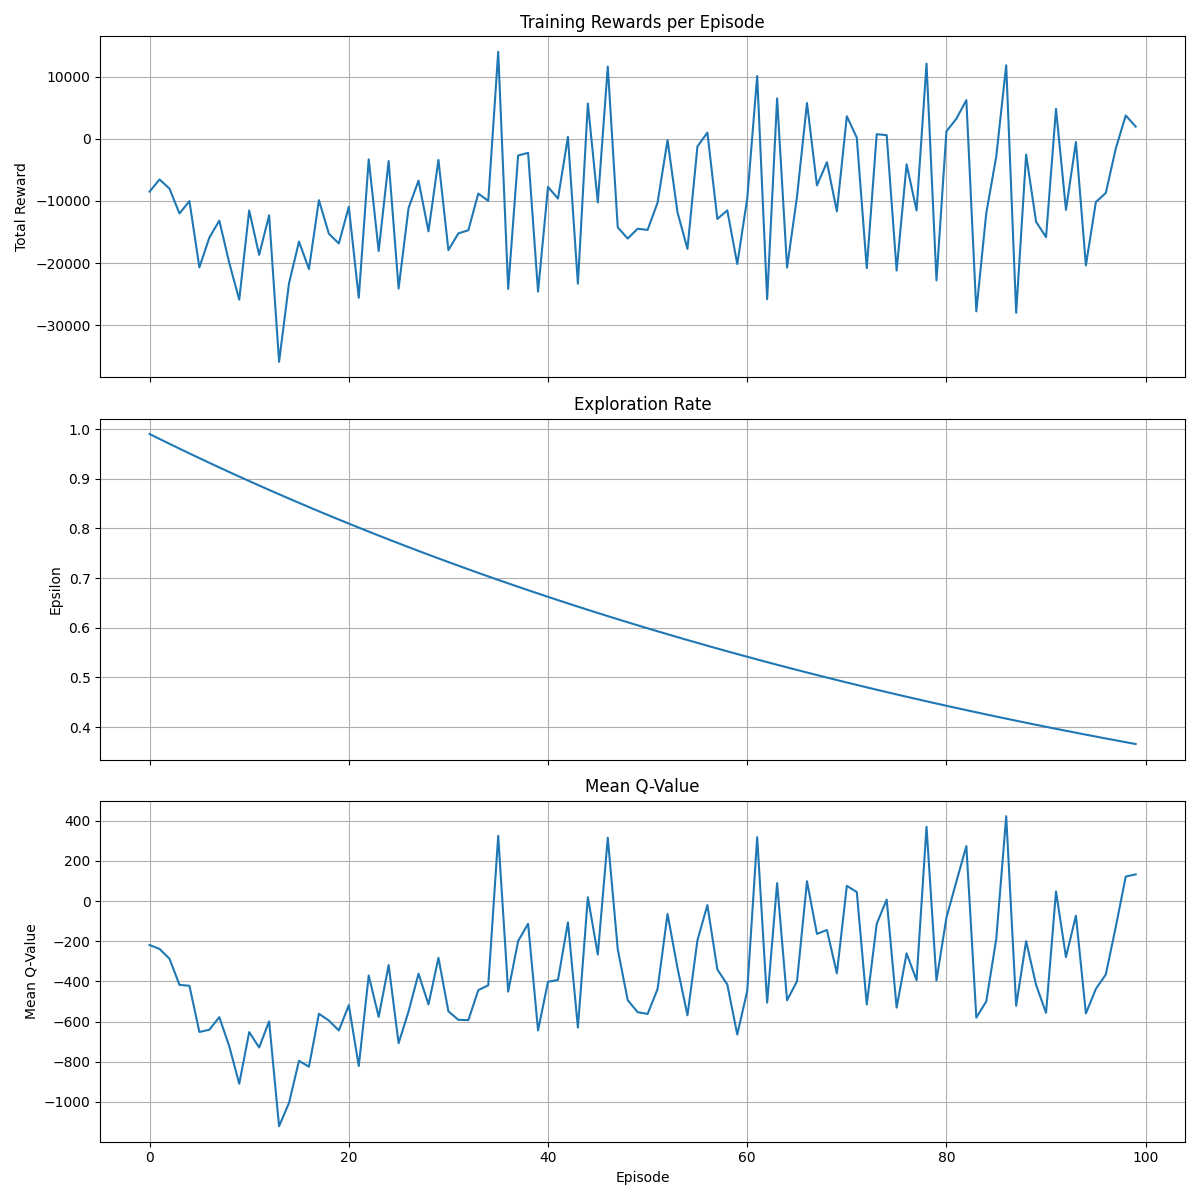 Training Rewards per Episode
10000
0
−10000
−20000
−30000
Total Reward
Exploration Rate
1.0
0.9
0.8
0.7
0.6
0.5
0.4
Epsilon
Mean Q-Value
400
200
0
−200
−400
−600
−800
−1000
Mean Q-Value
0 20 40 60 80 100
Episode